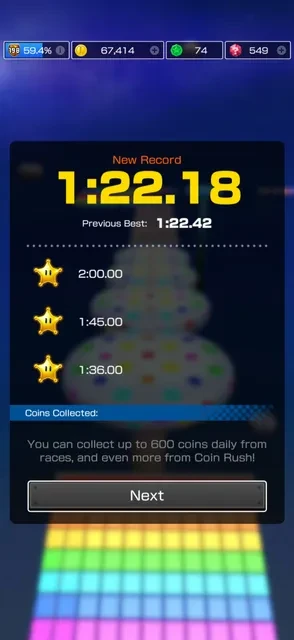 198 59.4% 67,414 74 549
New Record
1:22.18
Previous Best: 1:22.42
2:00.00
1:45.00
1:36.00
Coins Collected:
You can collect up to 600 coins daily from
races, and even more from Coin Rush!
Next